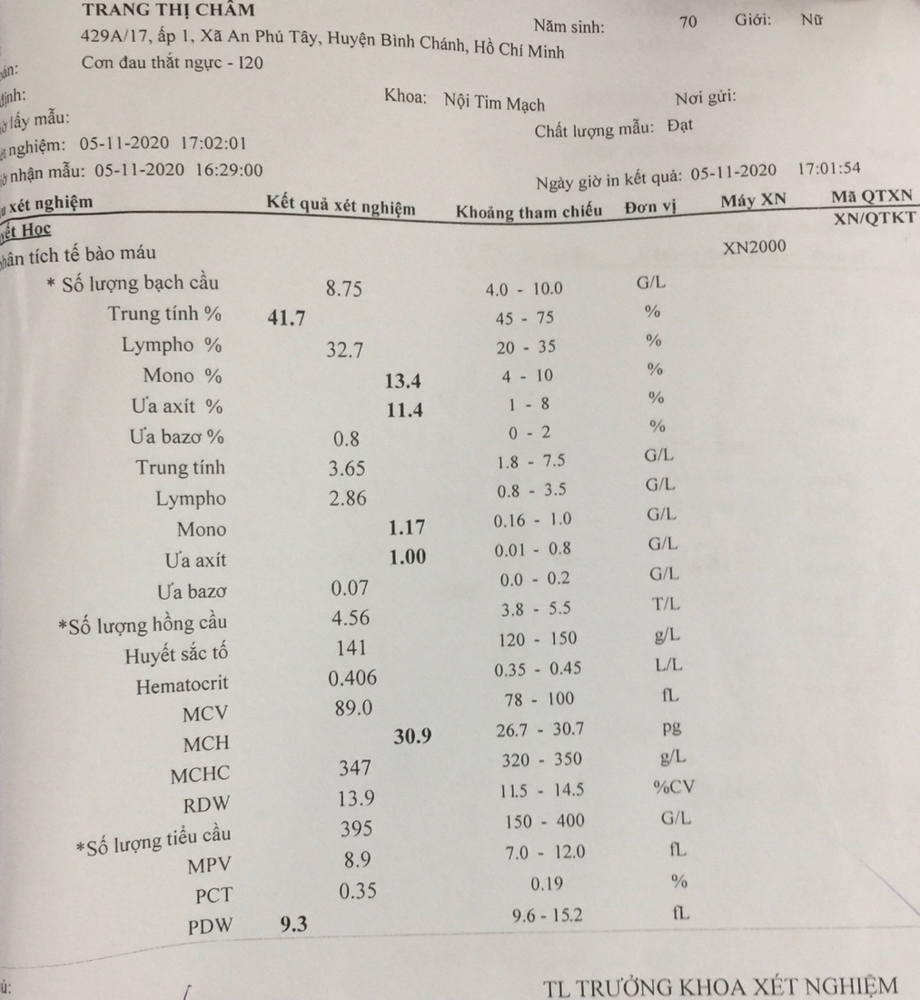 TRANG THỊ CHÂM
Năm sinh: 70 Giới: Nữ
429A/17, ấp 1, Xã An Phú Tây, Huyện Bình Chánh, Hồ Chí Minh
Cơn đau thắt ngực - I20
Khoa: Nội Tim Mạch Nơi gửi:
lấy mẫu:
Chất lượng mẫu: Đạt
nghiệm: 05-11-2020 17:02:01
nhận mẫu: 05-11-2020 16:29:00
Ngày giờ in kết quả: 05-11-2020 17:01:54
xét nghiệm Kết quả xét nghiệm Khoảng tham chiếu Đơn vị Máy XN Mã QTXN
XN/QTKT
Học
tích tế bào máu XN2000
* Số lượng bạch cầu 8.75 4.0 - 10.0 G/L
Trung tính % 41.7 45 - 75 %
Lympho % 32.7 20 - 35 %
Mono % 13.4 4 - 10 %
Ưa axít % 11.4 1 - 8 %
Ưa bazơ % 0.8 0 - 2 %
Trung tính 3.65 1.8 - 7.5 G/L
Lympho 2.86 0.8 - 3.5 G/L
Mono 1.17 0.16 - 1.0 G/L
Ưa axít 1.00 0.01 - 0.8 G/L
Ưa bazơ 0.07 0.0 - 0.2 G/L
*Số lượng hồng cầu 4.56 3.8 - 5.5 T/L
Huyết sắc tố 141 120 - 150 g/L
Hematocrit 0.406 0.35 - 0.45 L/L
MCV 89.0 78 - 100 fL
MCH 30.9 26.7 - 30.7 pg
MCHC 347 320 - 350 g/L
RDW 13.9 11.5 - 14.5 %CV
*Số lượng tiểu cầu 395 150 - 400 G/L
MPV 8.9 7.0 - 12.0 fL
PCT 0.35 0.19 %
PDW 9.3 9.6 - 15.2 fL
TL TRƯỞNG KHOA XÉT NGHIỆM